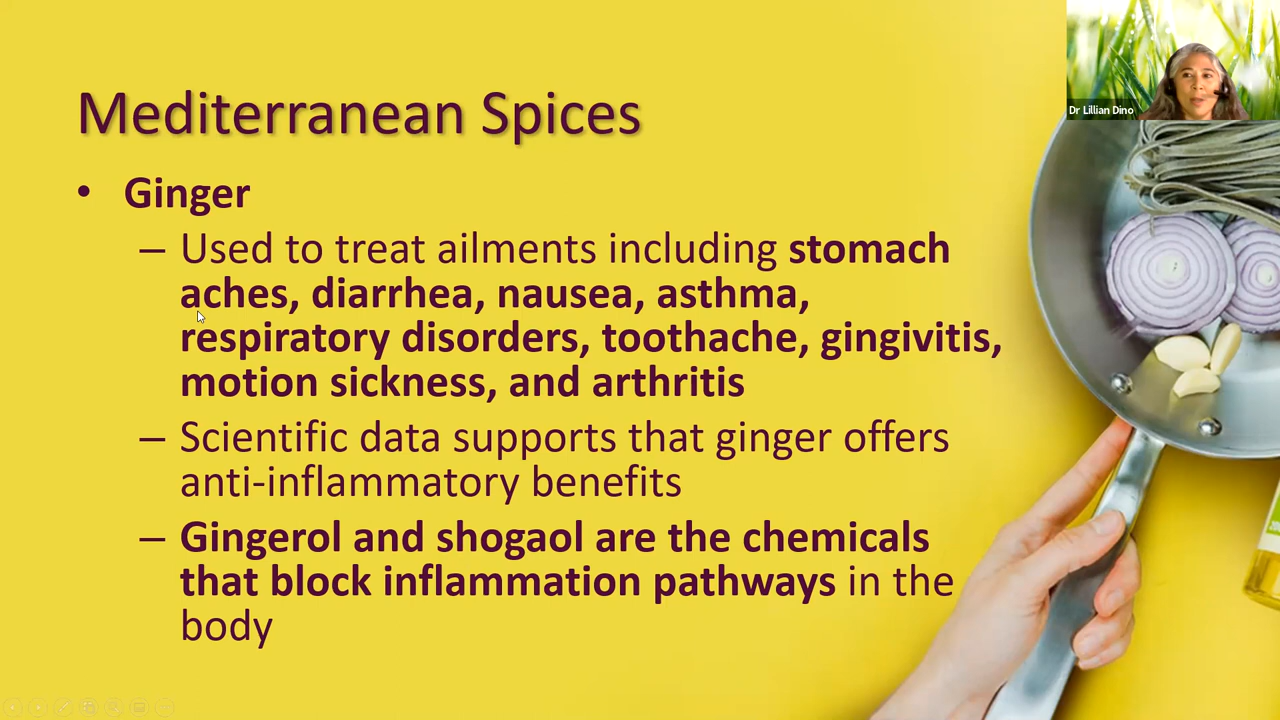 Dr Lillian Dino
Mediterranean Spices
• Ginger
– Used to treat ailments including stomach
aches, diarrhea, nausea, asthma,
respiratory disorders, toothache, gingivitis,
motion sickness, and arthritis
– Scientific data supports that ginger offers
anti-inflammatory benefits
– Gingerol and shogaol are the chemicals
that block inflammation pathways in the
body